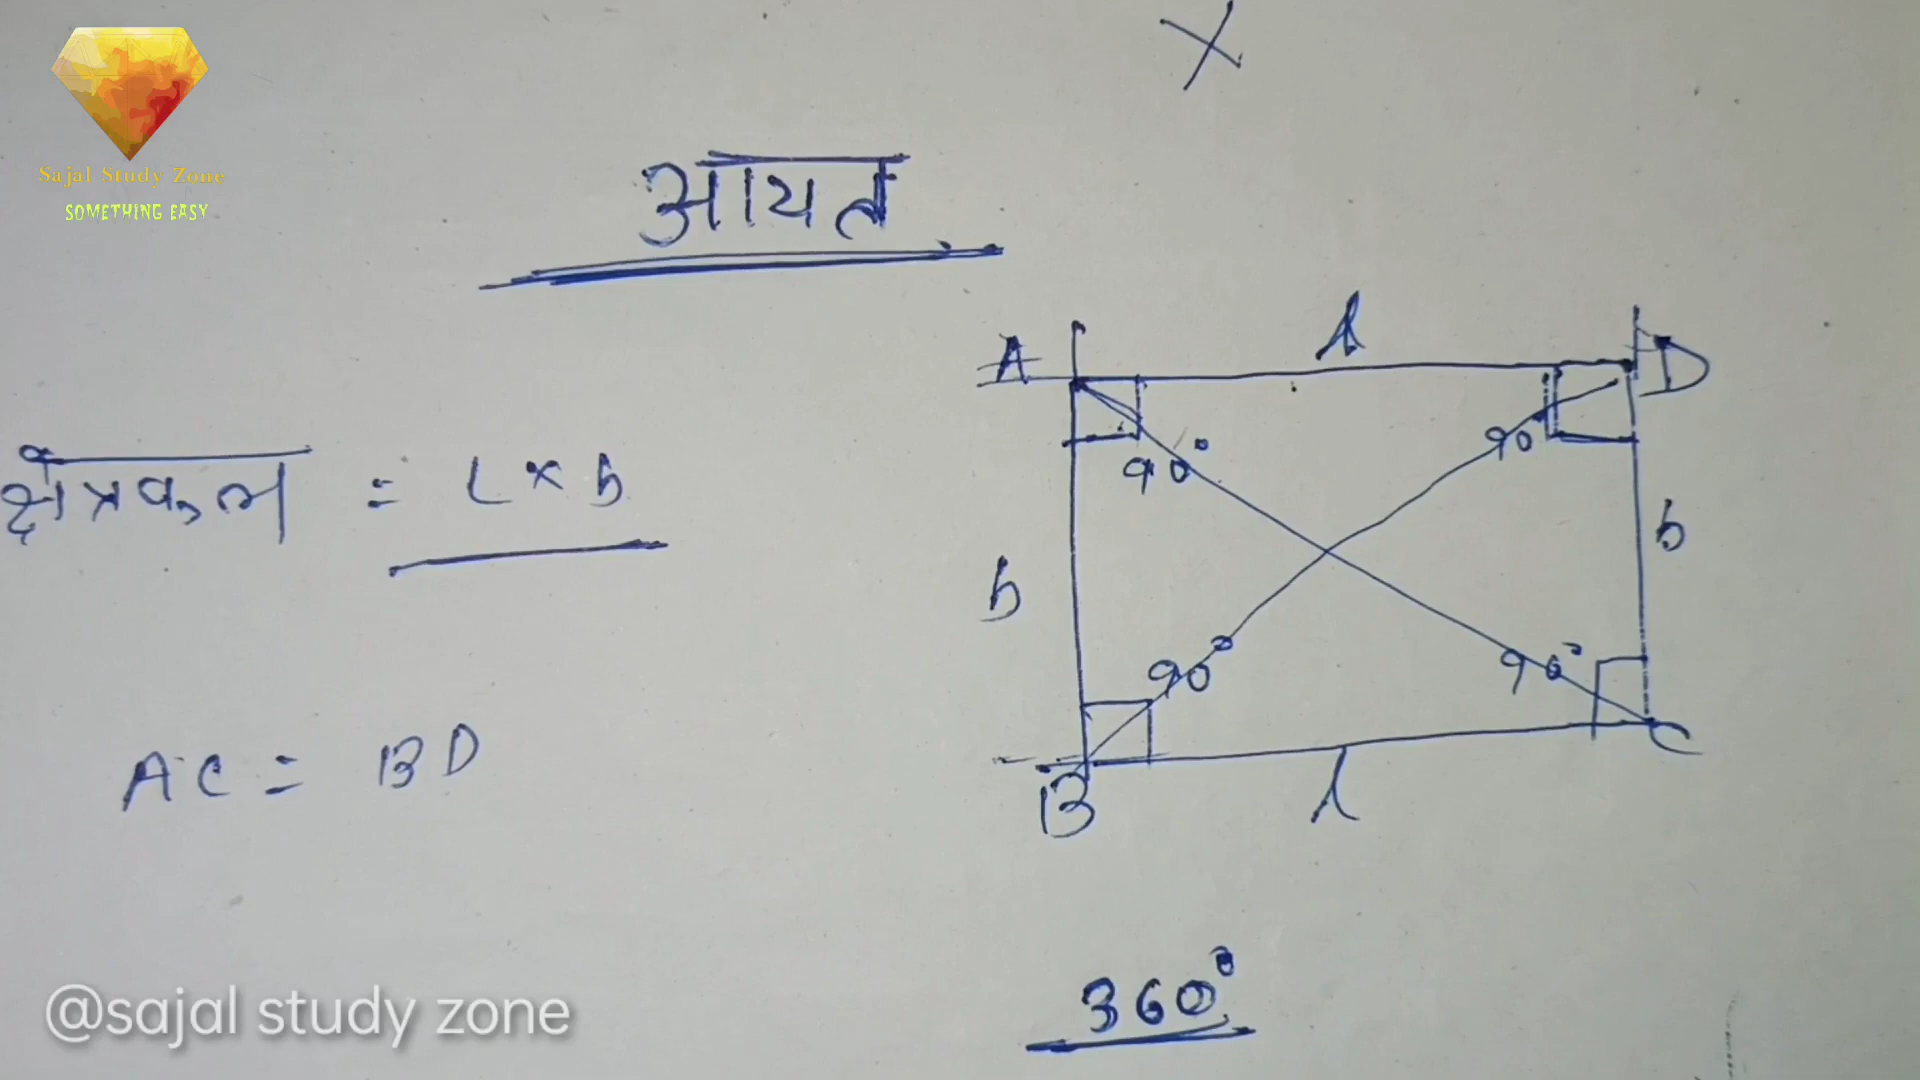 Sajal Study Zone
SOMETHING EASY
X
आयत
A l D
90° 90°
क्षेत्रफल = L × b
b b
90° 90°
AC = BD
B l C
360°
@sajal study zone